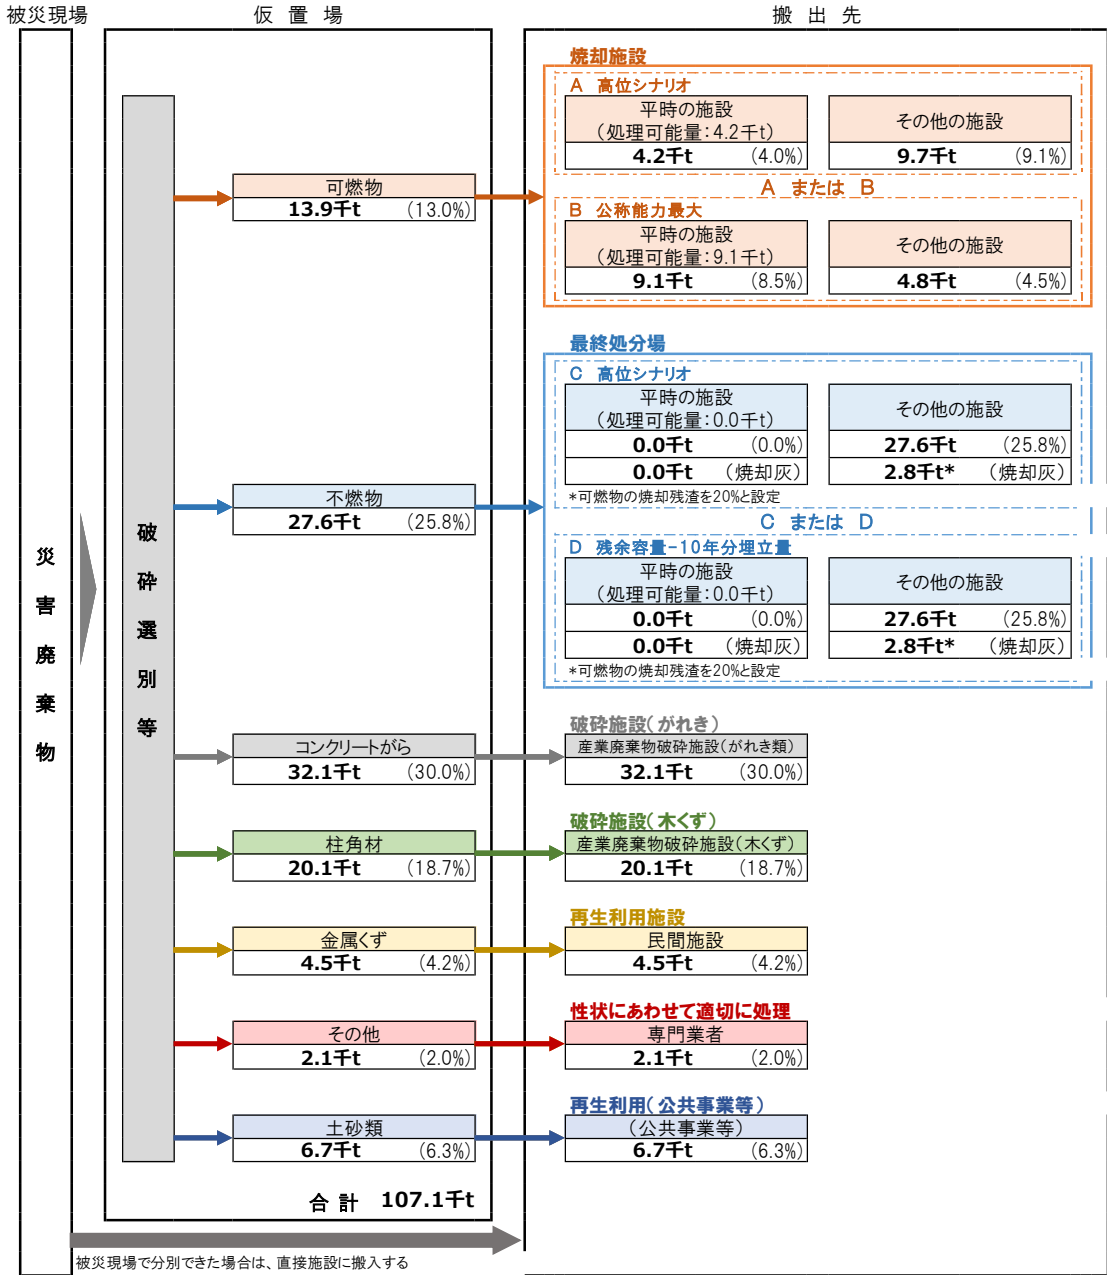 被災現場
仮置場
搬出先
災害廃棄物
破砕選別等
焼却施設
A 高位シナリオ
平時の施設
(処理可能量:4.2千t)
4.2千t (4.0%)
その他の施設
9.7千t (9.1%)
可燃物
13.9千t (13.0%)
A または B
B 公称能力最大
平時の施設
(処理可能量:9.1千t)
9.1千t (8.5%)
その他の施設
4.8千t (4.5%)
最終処分場
C 高位シナリオ
平時の施設
(処理可能量:0.0千t)
0.0千t (0.0%)
0.0千t (焼却灰)
その他の施設
27.6千t (25.8%)
2.8千t* (焼却灰)
*可燃物の焼却残渣を20%と設定
不燃物
27.6千t (25.8%)
C または D
D 残余容量-10年分埋立量
平時の施設
(処理可能量:0.0千t)
0.0千t (0.0%)
0.0千t (焼却灰)
その他の施設
27.6千t (25.8%)
2.8千t* (焼却灰)
*可燃物の焼却残渣を20%と設定
コンクリートがら
32.1千t (30.0%)
破砕施設(がれき)
産業廃棄物破砕施設(がれき類)
32.1千t (30.0%)
柱角材
20.1千t (18.7%)
破砕施設(木くず)
産業廃棄物破砕施設(木くず)
20.1千t (18.7%)
金属くず
4.5千t (4.2%)
再生利用施設
民間施設
4.5千t (4.2%)
その他
2.1千t (2.0%)
性状にあわせて適切に処理
専門業者
2.1千t (2.0%)
土砂類
6.7千t (6.3%)
再生利用(公共事業等)
(公共事業等)
6.7千t (6.3%)
合計 107.1千t
被災現場で分別できた場合は、直接施設に搬入する